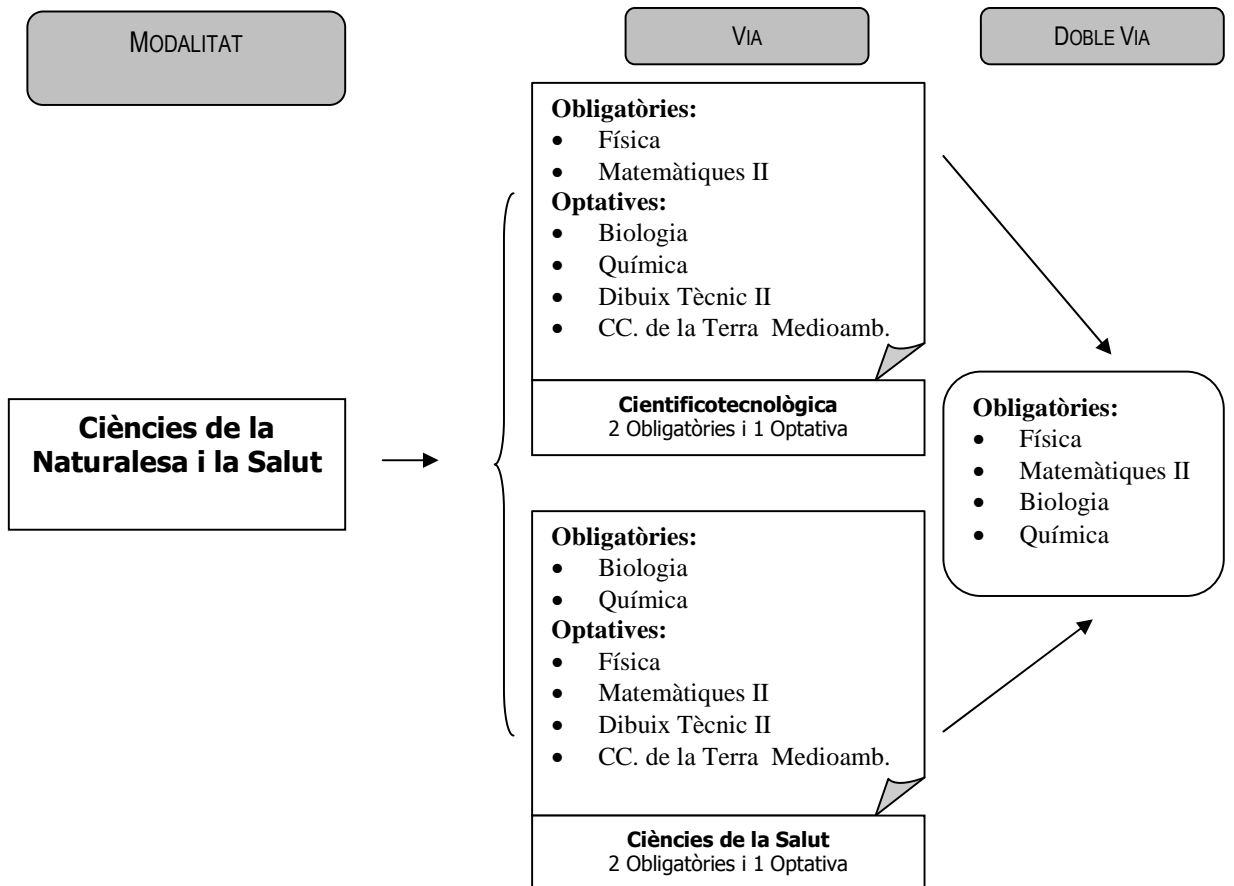 MODALITAT
VIA
DOBLE VIA
Obligatòries:
• Física
• Matemàtiques II
Optatives:
• Biologia
• Química
• Dibuix Tècnic II
• CC. de la Terra Medioamb.
Cientificotecnològica
2 Obligatòries i 1 Optativa
Ciències de la
Naturalesa i la Salut
Obligatòries:
• Biologia
• Química
Optatives:
• Física
• Matemàtiques II
• Dibuix Tècnic II
• CC. de la Terra Medioamb.
Ciències de la Salut
2 Obligatòries i 1 Optativa
Obligatòries:
• Física
• Matemàtiques II
• Biologia
• Química